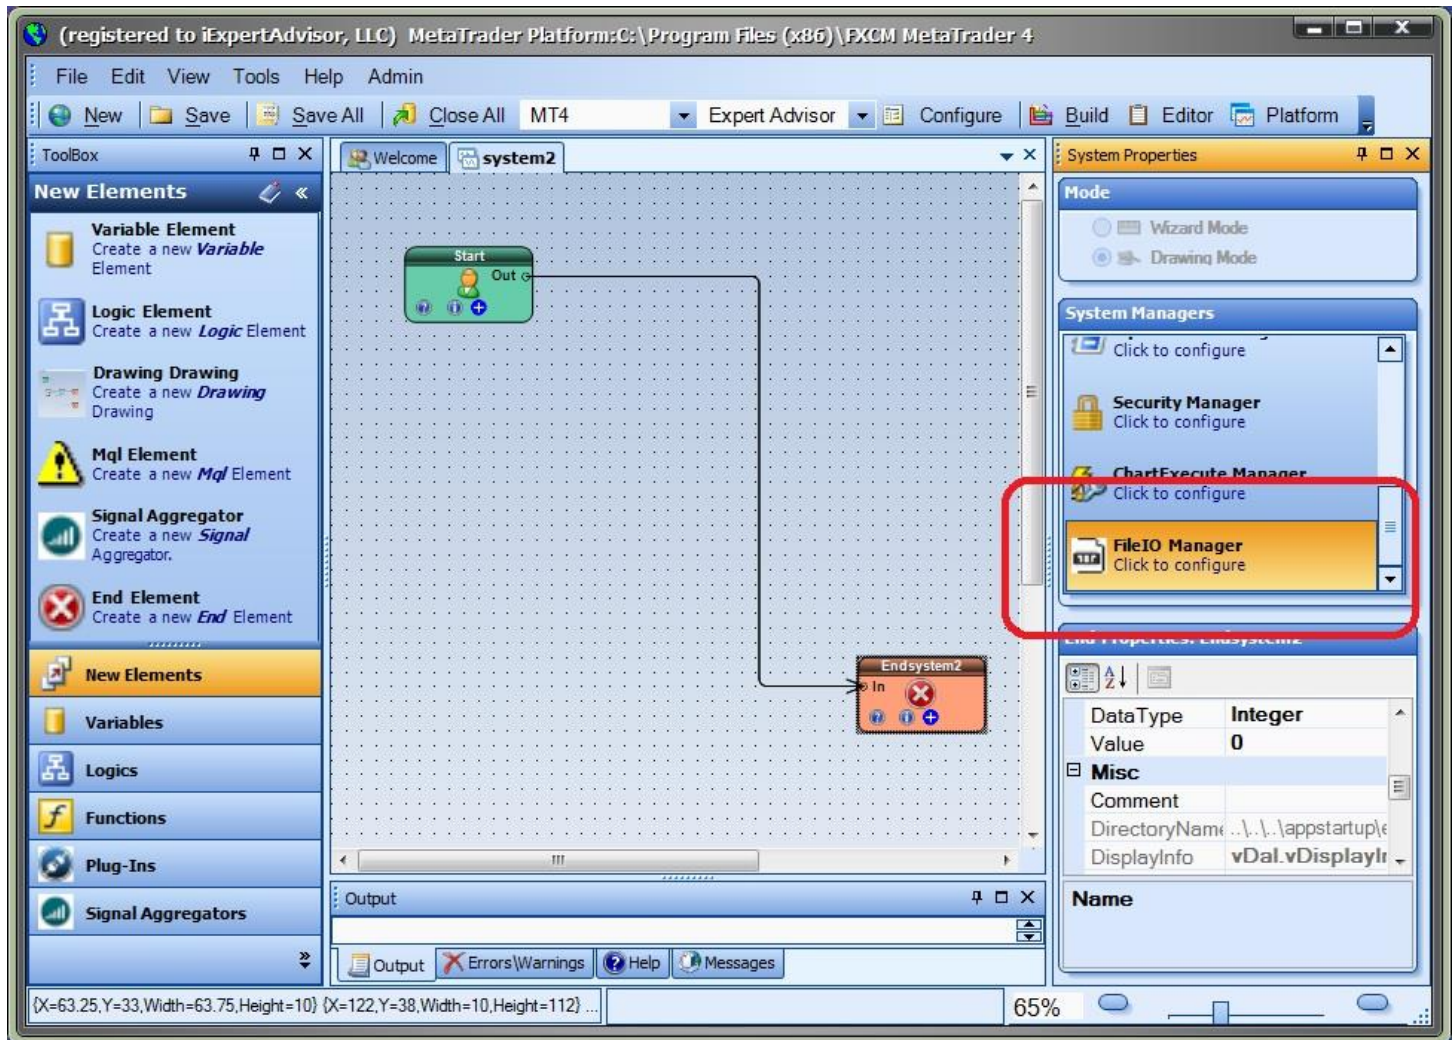 (registered to iExpertAdvisor, LLC) MetaTrader Platform:C:\Program Files (x86)\FXCM MetaTrader 4
File Edit View Tools Help Admin
New Save Save All Close All MT4 Expert Advisor Configure Build Editor Platform
ToolBox
New Elements
Variable Element
Create a new Variable
Element
Logic Element
Create a new Logic Element
Drawing Drawing
Create a new Drawing
Drawing
Mql Element
Create a new Mql Element
Signal Aggregator
Create a new Signal
Aggregator.
End Element
Create a new End Element
New Elements
Variables
Logics
Functions
Plug-Ins
Signal Aggregators
Welcome system2
Start
Out
Endsystem2
In
Output
Output Errors\Warnings Help Messages
System Properties
Mode
Wizard Mode
Drawing Mode
System Managers
Click to configure
Security Manager
Click to configure
ChartExecute Manager
Click to configure
FileIO Manager
Click to configure
End Properties: Endsystem2
DataType Integer
Value 0
Misc
Comment
DirectoryName ..\..\..\appstartup\e
DisplayInfo vDal.vDisplayIr
Name
{X=63.25,Y=33,Width=63.75,Height=10} {X=122,Y=38,Width=10,Height=112} ...
65%